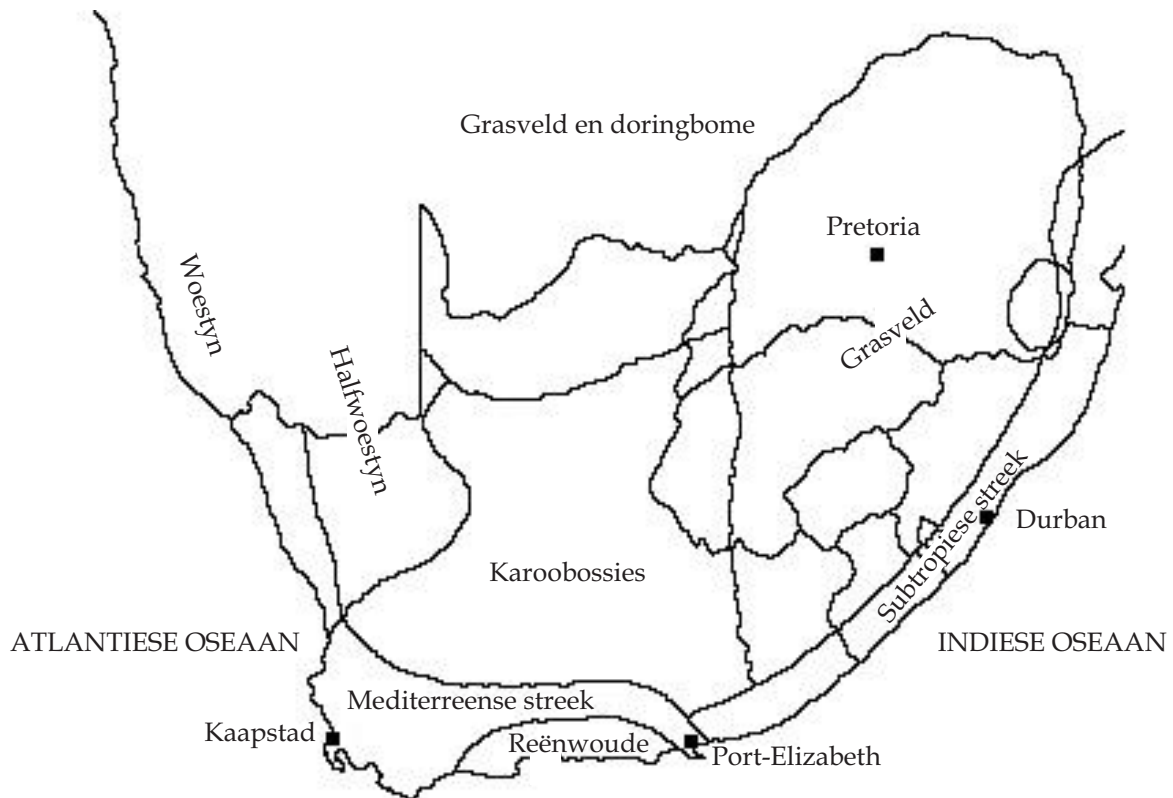 Grasveld en doringbome
Pretoria
Woestyn
Grasveld
Halfwoestyn
Subtropiese streek
Durban
Karoobossies
ATLANTIESE OSEAAN
INDIESE OSEAAN
Mediterreense streek
Kaapstad
Reënwoude
Port-Elizabeth